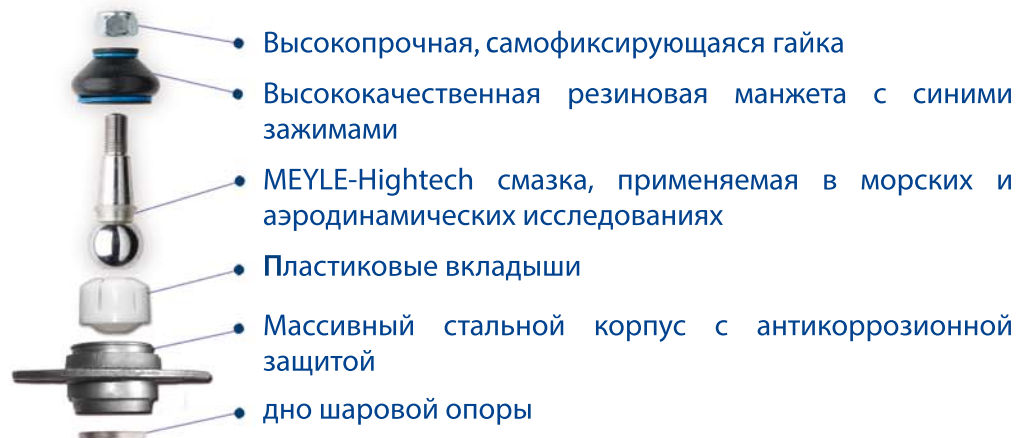 Высокопрочная, самофиксирующаяся гайка
Высококачественная резиновая манжета с синими
зажимами
MEYLE-Hightech смазка, применяемая в морских и
аэродинамических исследованиях
Пластиковые вкладыши
Массивный стальной корпус с антикоррозионной
защитой
дно шаровой опоры